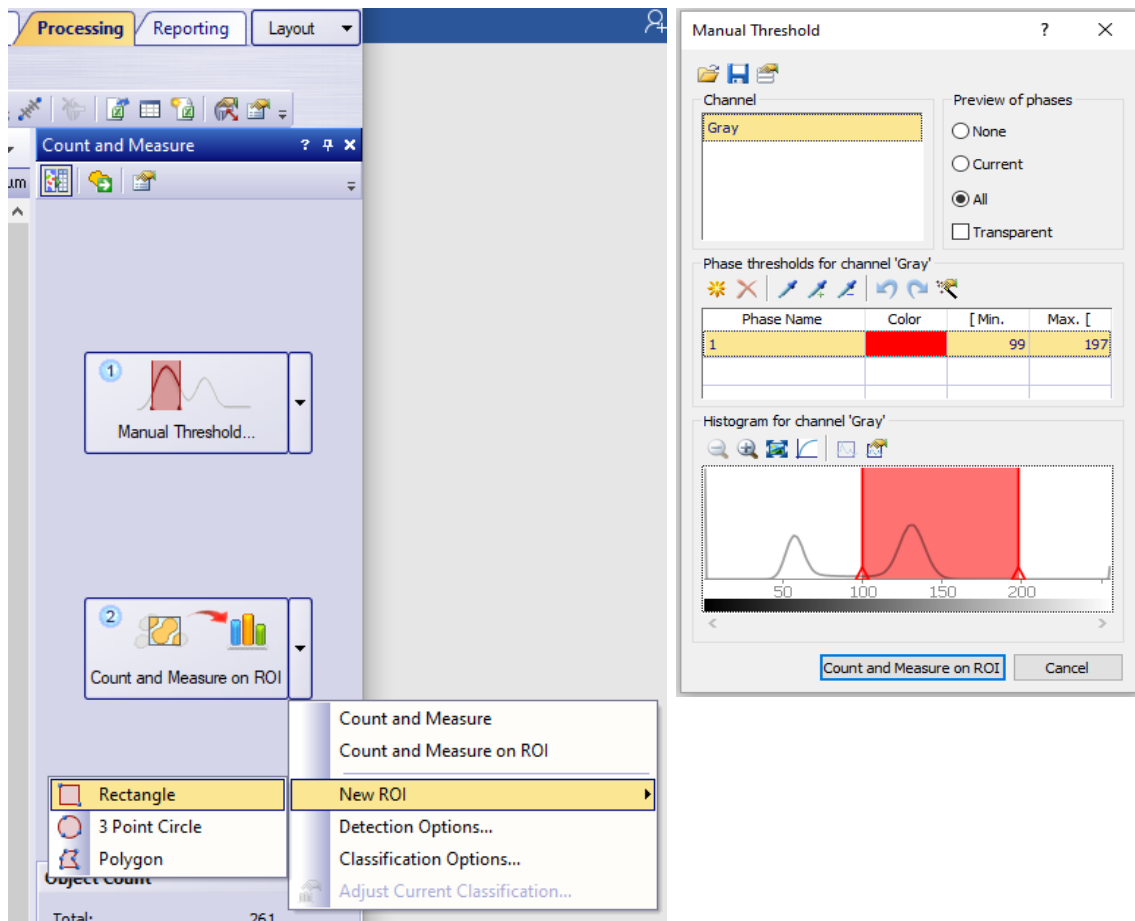 Processing
Reporting
Layout
Count and Measure
?
µm
1
Manual Threshold...
2
Count and Measure on ROI
Count and Measure
Count and Measure on ROI
New ROI
Detection Options...
Classification Options...
Adjust Current Classification...
Rectangle
3 Point Circle
Polygon
Object Count
Total: 261
Manual Threshold
?
Channel
Gray
Preview of phases
None
Current
All
Transparent
Phase thresholds for channel 'Gray'
Phase Name Color [ Min. Max. [
1 99 197
Histogram for channel 'Gray'
50 100 150 200
< >
Count and Measure on ROI Cancel